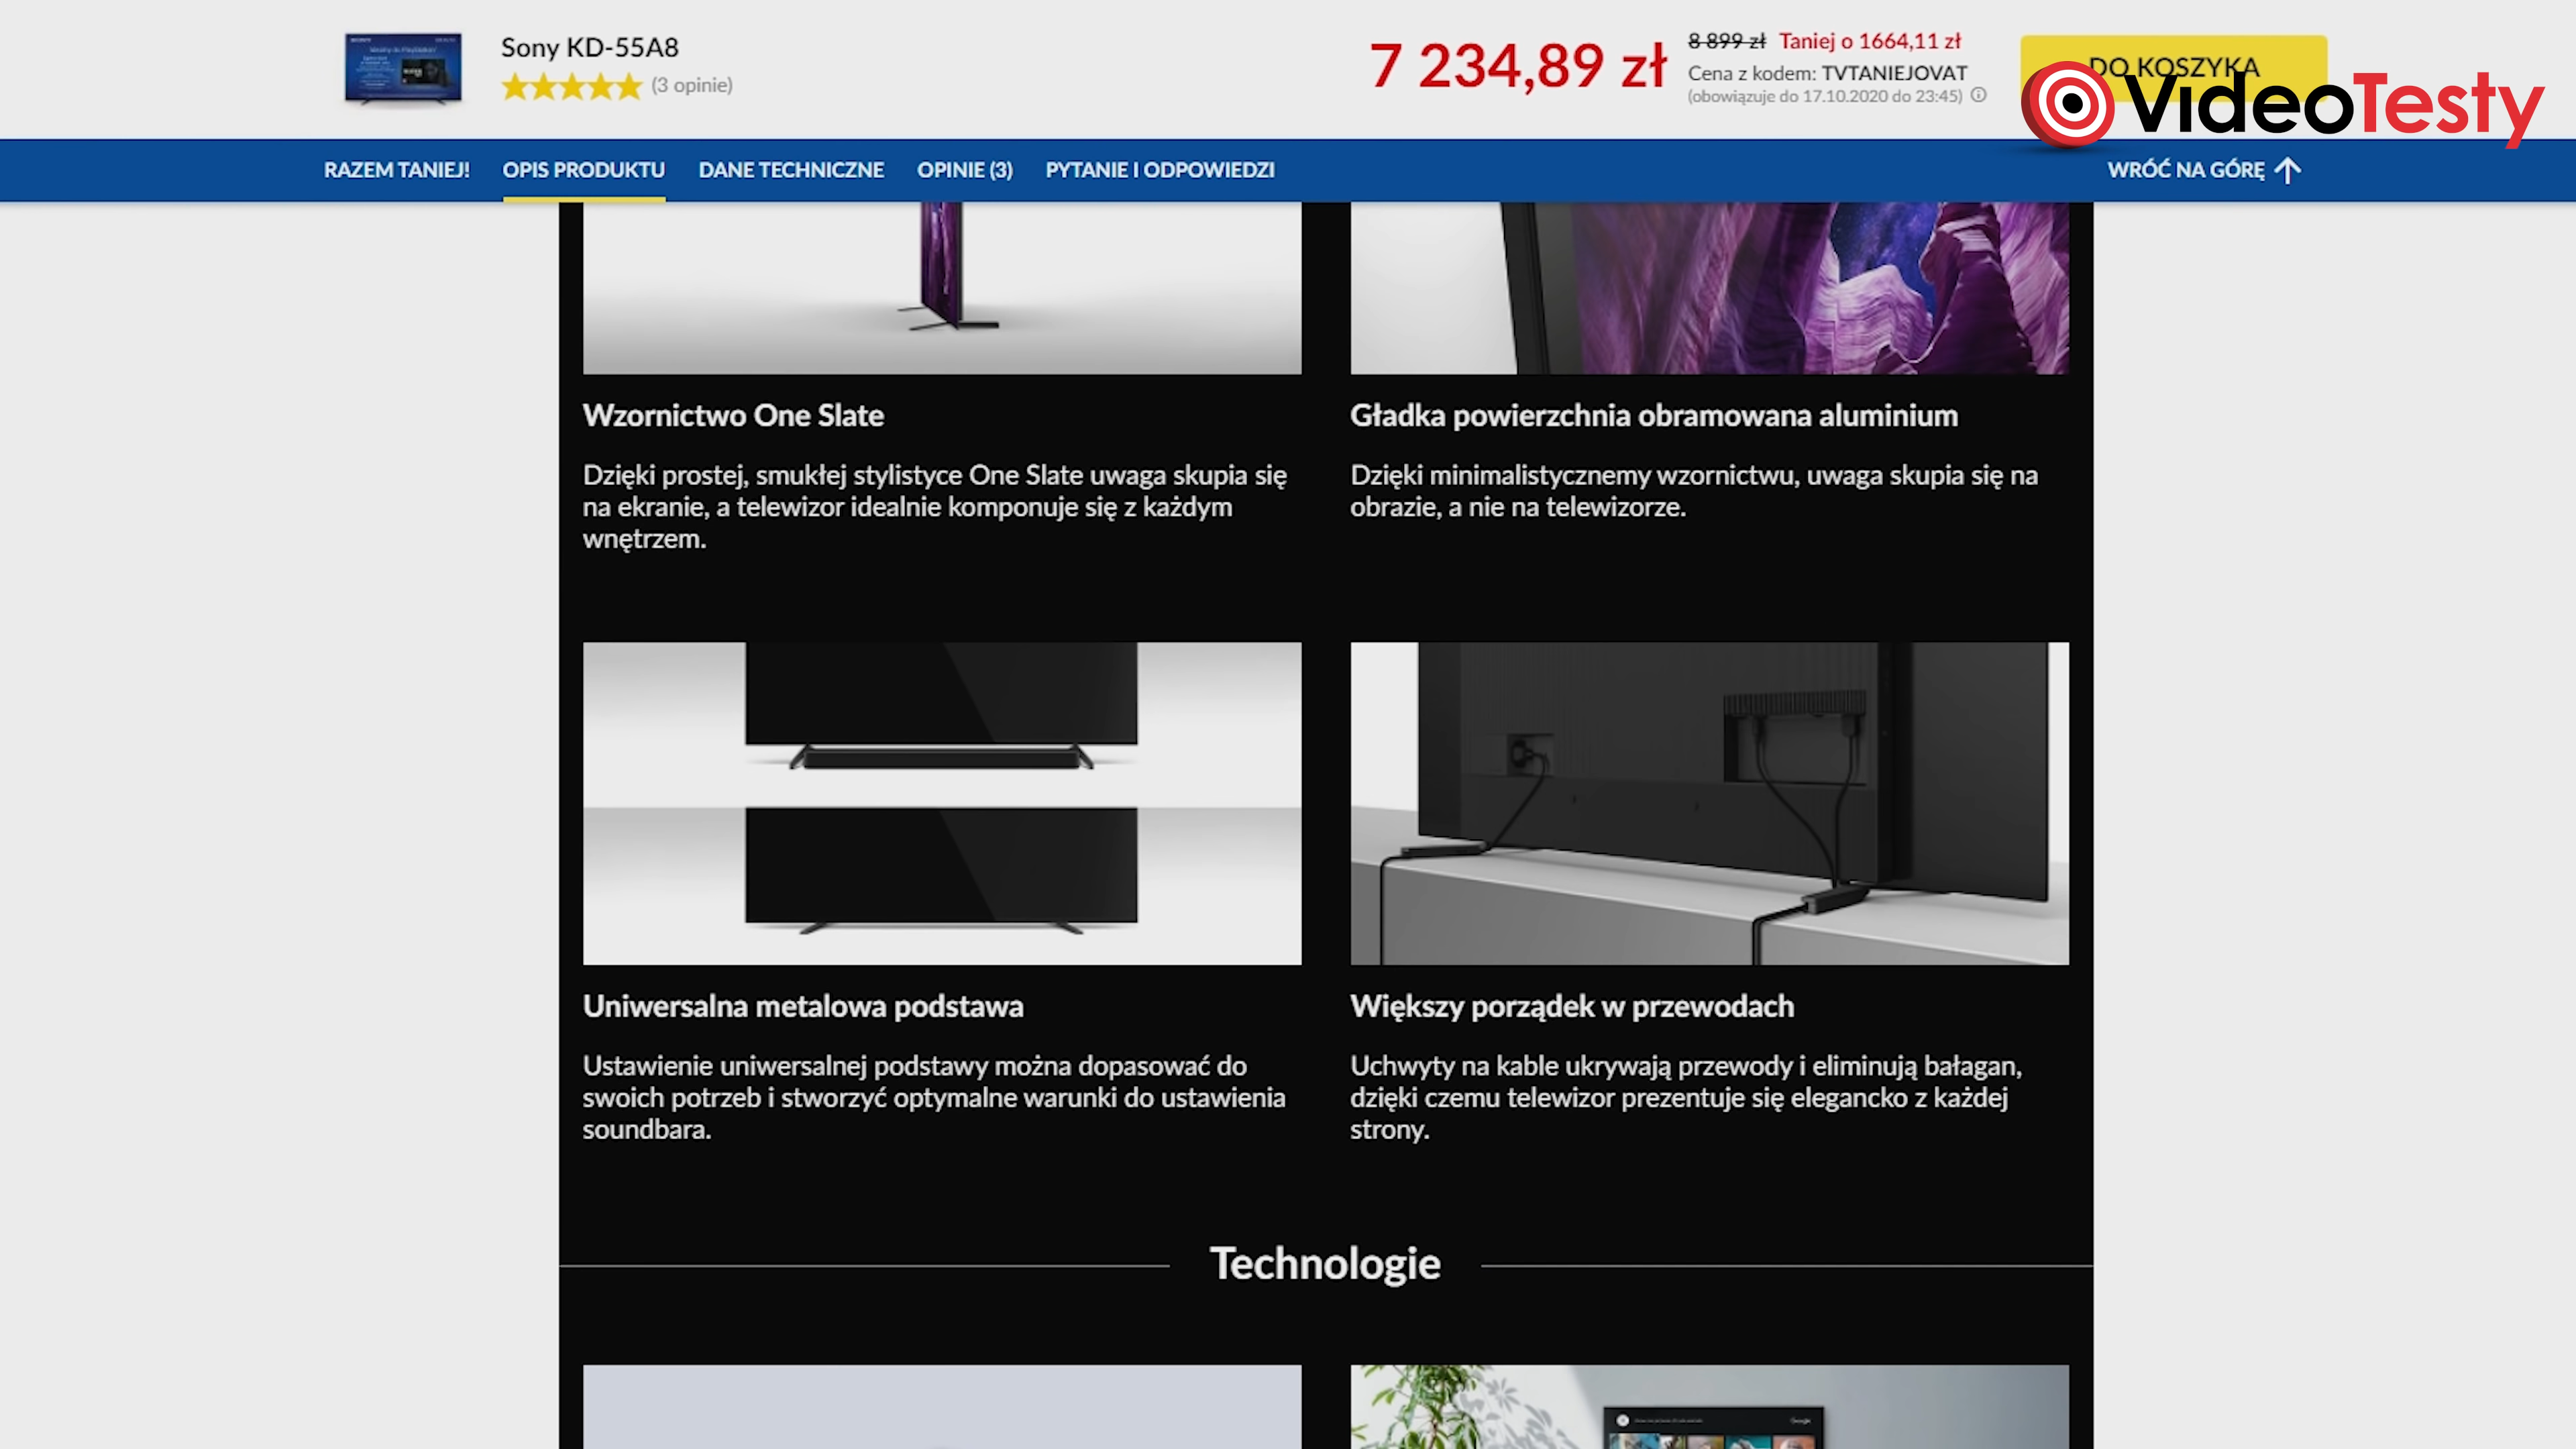 Sony KD-55A8
(3 opinie)
7 234,89 zł
8 899 zł Taniej o 1664,11 zł
Cena z kodem: TVTANIEJOVAT
(obowiązuje do 17.10.2020 do 23:45)
DO KOSZYKA
VideoTesty
RAZEM TANIEJ! OPIS PRODUKTU DANE TECHNICZNE OPINIE (3) PYTANIE I ODPOWIEDZI WRÓĆ NA GÓRĘ
Wzornictwo One Slate
Dzięki prostej, smukłej stylistyce One Slate uwaga skupia się
na ekranie, a telewizor idealnie komponuje się z każdym
wnętrzem.
Gładka powierzchnia obramowana aluminium
Dzięki minimalistycznemy wzornictwu, uwaga skupia się na
obrazie, a nie na telewizorze.
Uniwersalna metalowa podstawa
Ustawienie uniwersalnej podstawy można dopasować do
swoich potrzeb i stworzyć optymalne warunki do ustawienia
soundbara.
Większy porządek w przewodach
Uchwyty na kable ukrywają przewody i eliminują bałagan,
dzięki czemu telewizor prezentuje się elegancko z każdej
strony.
Technologie
Google